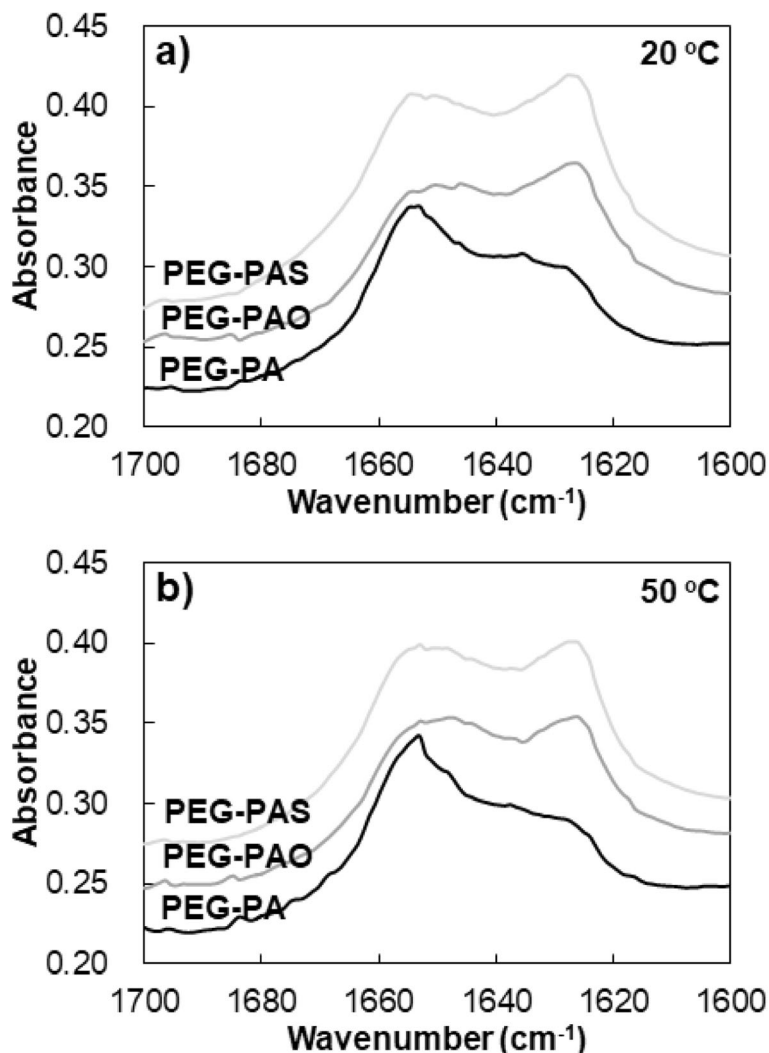 0.45
a)
20 °C
0.40
0.35
0.30
0.25
0.20
Absorbance
PEG-PAS
PEG-PAO
PEG-PA
1700 1680 1660 1640 1620 1600
Wavenumber (cm-1)
0.45
b)
50 °C
0.40
0.35
0.30
0.25
0.20
Absorbance
PEG-PAS
PEG-PAO
PEG-PA
1700 1680 1660 1640 1620 1600
Wavenumber (cm-1)